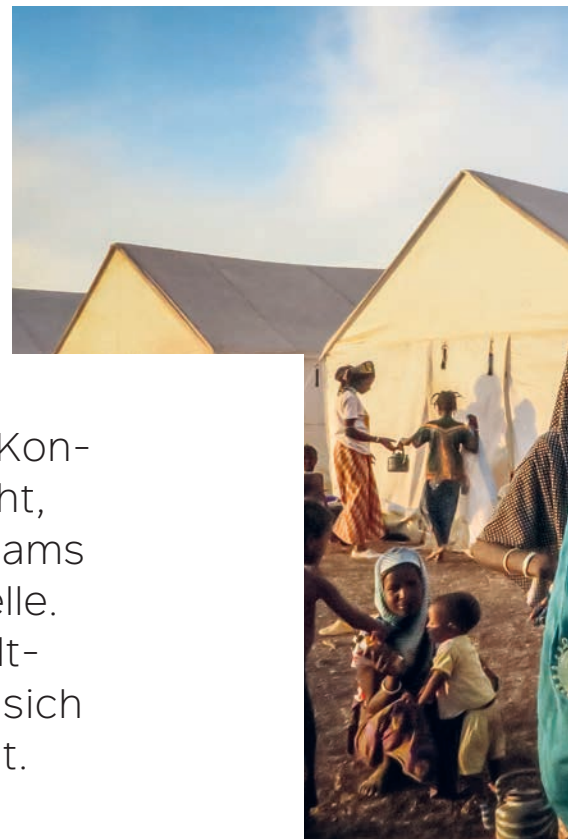 Kon-
ht,
ams
elle.
lt-
sich
t.